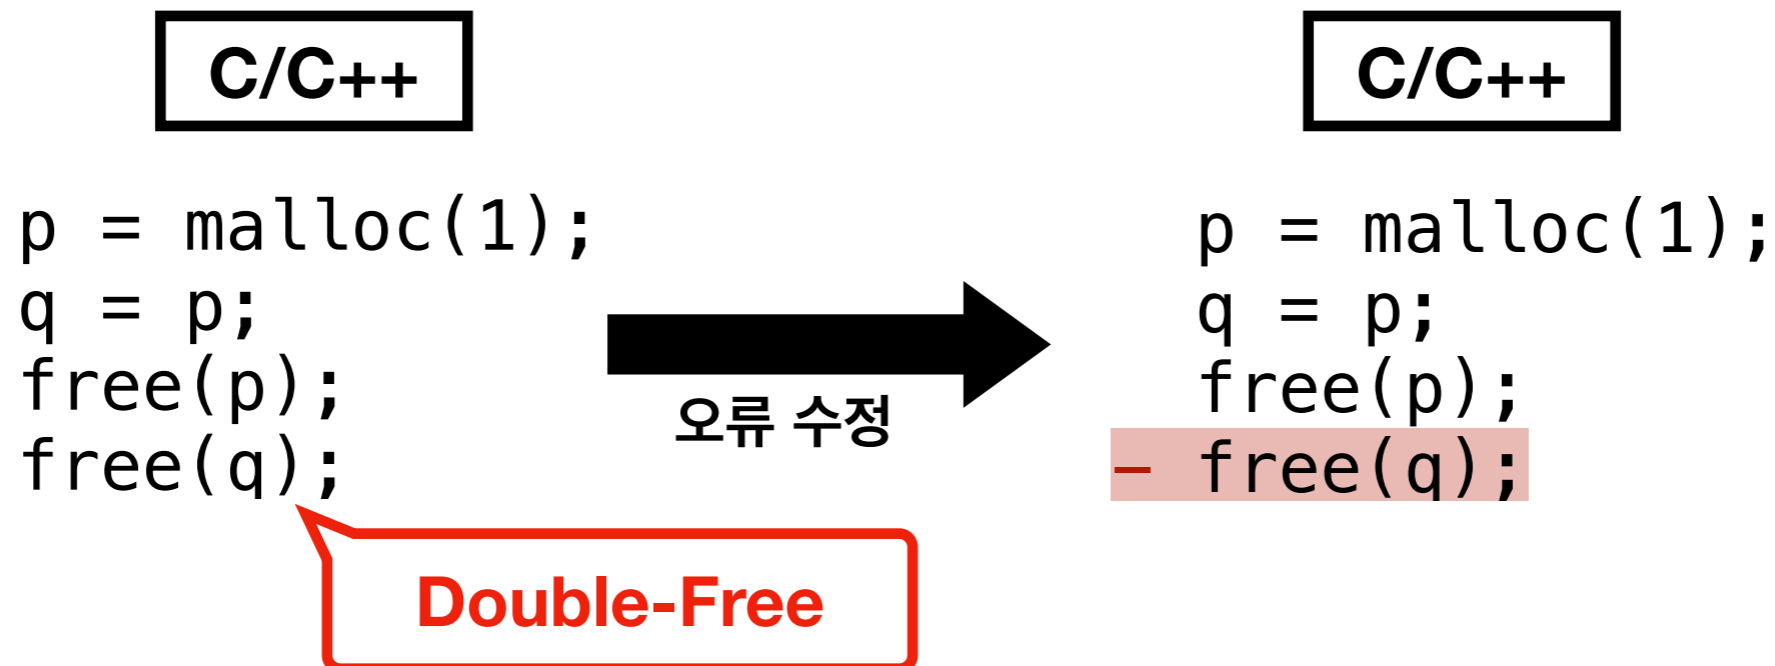 C/C++
p = malloc(1);
q = p;
free(p);
free(q);
Double-Free
오류 수정
C/C++
p = malloc(1);
q = p;
free(p);
- free(q);